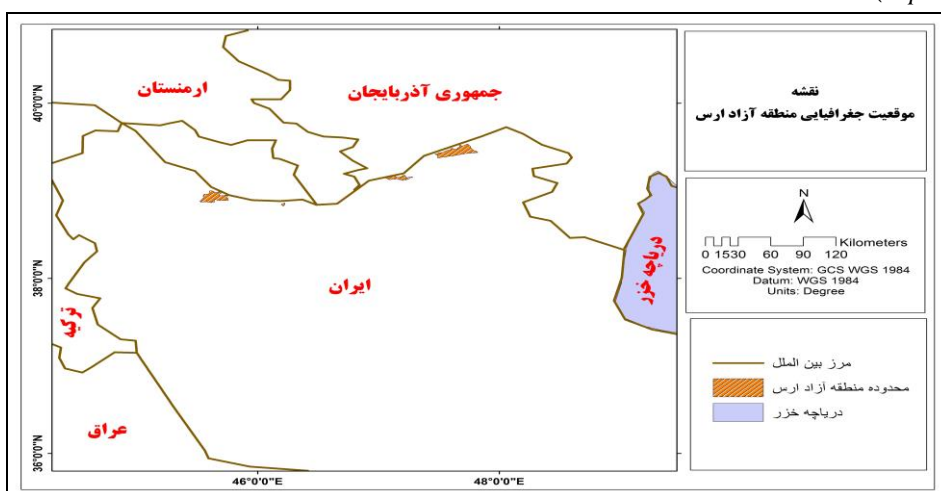 نقشه
موقعیت جغرافیایی منطقه آزاد ارس
ارمنستان
جمهوری آذربایجان
ایران
دریاچه خزر
ترکیه
عراق
40°0'0"N
38°0'0"N
36°0'0"N
46°0'0"E
48°0'0"E
N
Kilometers
0 15 30 60 90 120
Coordinate System: GCS WGS 1984
Datum: WGS 1984
Units: Degree
مرز بین الملل
محدوده منطقه آزاد ارس
دریاچه خزر